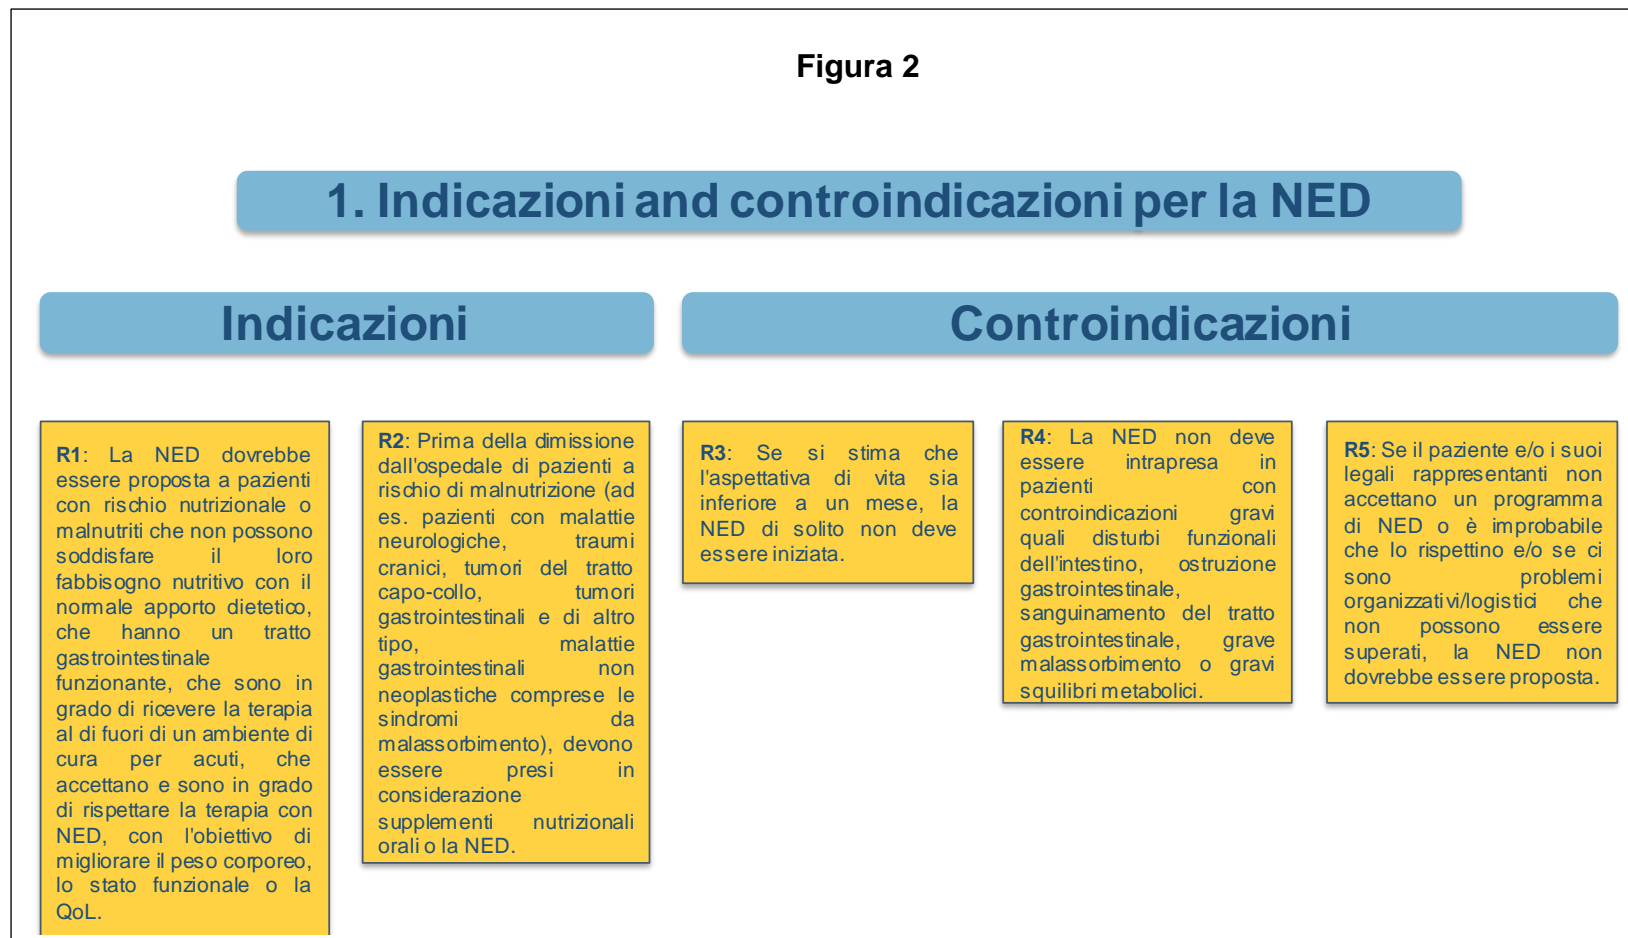 Figura 2
1. Indicazioni and controindicazioni per la NED
Indicazioni
Controindicazioni
R1: La NED dovrebbe
essere proposta a pazienti
con rischio nutrizionale o
malnutriti che non possono
soddisfare il loro
fabbisogno nutritivo con il
normale apporto dietetico,
che hanno un tratto
gastrointestinale
funzionante, che sono in
grado di ricevere la terapia
al di fuori di un ambiente di
cura per acuti, che
accettano e sono in grado
di rispettare la terapia con
NED, con l'obiettivo di
migliorare il peso corporeo,
lo stato funzionale o la
QoL.
R2: Prima della dimissione
dall'ospedale di pazienti a
rischio di malnutrizione (ad
es. pazienti con malattie
neurologiche, traumi
cranici, tumori del tratto
capo-collo, tumori
gastrointestinali e di altro
tipo, malattie
gastrointestinali non
neoplastiche comprese le
sindromi da
malassorbimento), devono
essere presi in
considerazione
supplementi nutrizionali
orali o la NED.
R3: Se si stima che
l'aspettativa di vita sia
inferiore a un mese, la
NED di solito non deve
essere iniziata.
R4: La NED non deve
essere intrapresa in
pazienti con
controindicazioni gravi
quali disturbi funzionali
dell'intestino, ostruzione
gastrointestinale,
sanguinamento del tratto
gastrointestinale, grave
malassorbimento o gravi
squilibri metabolici.
R5: Se il paziente e/o i suoi
legali rappresentanti non
accettano un programma
di NED o è improbabile
che lo rispettino e/o se ci
sono problemi
organizzativi/logistici che
non possono essere
superati, la NED non
dovrebbe essere proposta.